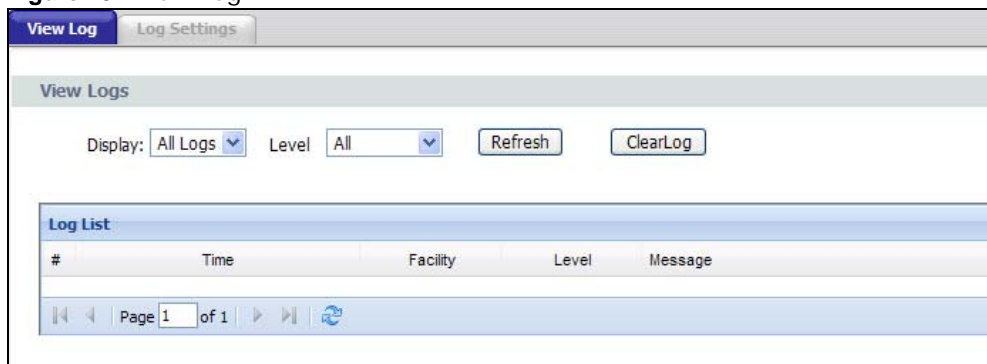 View Log Log Settings
View Logs
Display: All Logs Level All Refresh ClearLog
Log List
# Time Facility Level Message
Page 1 of 1